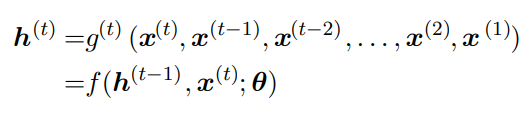 h^(t) =g^(t) (x^(t), x^(t−1), x^(t−2), . . . , x^(2), x^(1))
=f(h^(t−1), x^(t); θ)